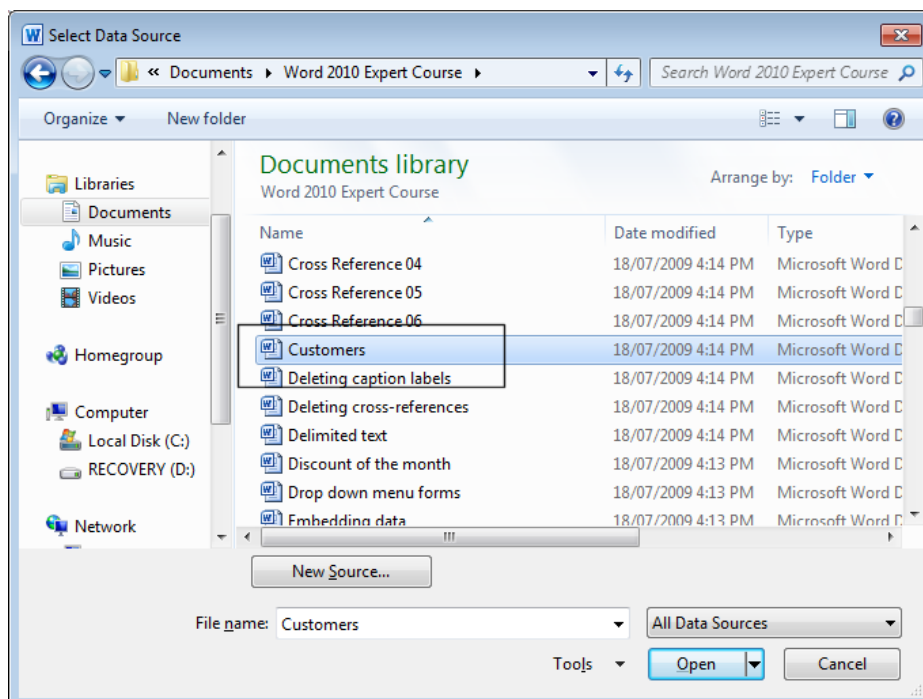 Select Data Source
« Documents ▸ Word 2010 Expert Course ▸ Search Word 2010 Expert Course
Organize New folder
Libraries
Documents
Music
Pictures
Videos
Homegroup
Computer
Local Disk (C:)
RECOVERY (D:)
Network
Documents library
Word 2010 Expert Course
Arrange by: Folder
Name Date modified Type
Cross Reference 04 18/07/2009 4:14 PM Microsoft Word D
Cross Reference 05 18/07/2009 4:14 PM Microsoft Word D
Cross Reference 06 18/07/2009 4:14 PM Microsoft Word D
Customers 18/07/2009 4:14 PM Microsoft Word D
Deleting caption labels 18/07/2009 4:14 PM Microsoft Word D
Deleting cross-references 18/07/2009 4:14 PM Microsoft Word D
Delimited text 18/07/2009 4:14 PM Microsoft Word D
Discount of the month 18/07/2009 4:13 PM Microsoft Word D
Drop down menu forms 18/07/2009 4:13 PM Microsoft Word D
Embedding data 18/07/2009 4:13 PM Microsoft Word D
New Source...
File name: Customers All Data Sources
Tools Open Cancel